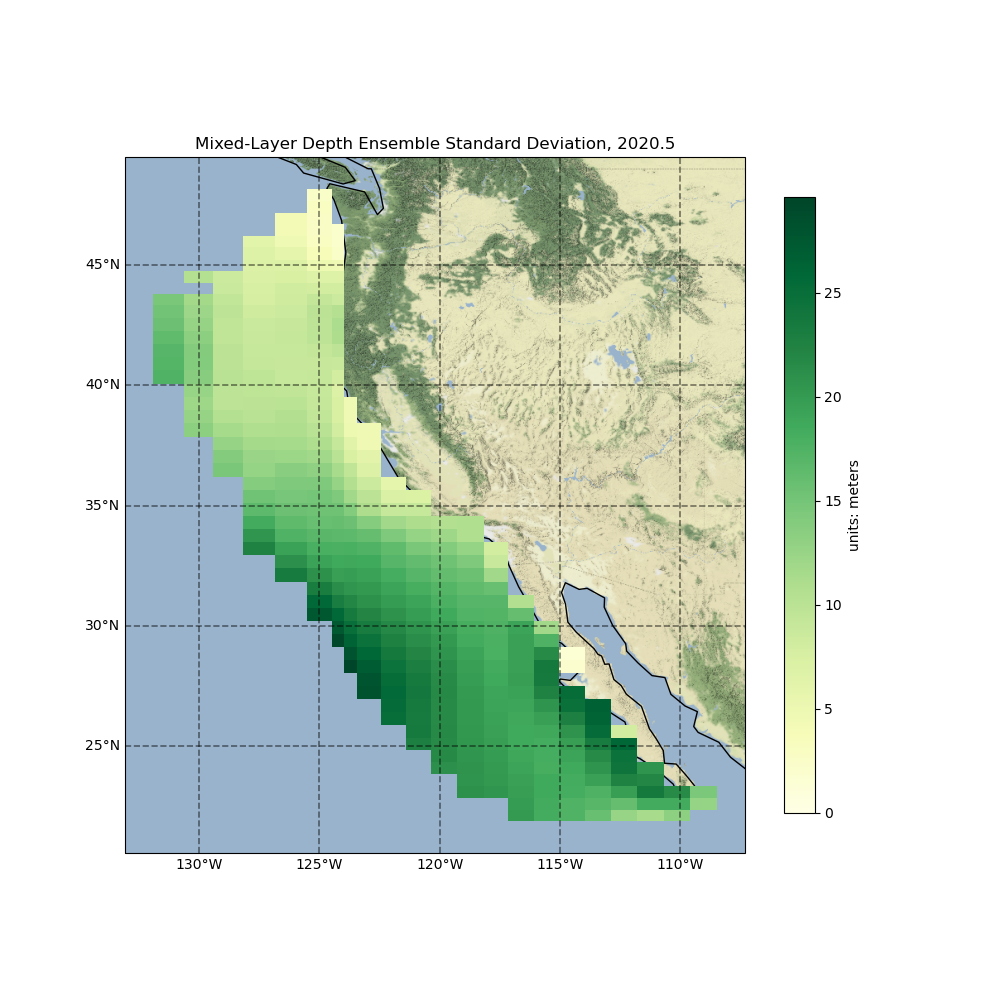 Mixed-Layer Depth Ensemble Standard Deviation, 2020.5
45°N
40°N
35°N
30°N
25°N
130°W
125°W
120°W
115°W
110°W
25
20
15
10
5
0
units: meters